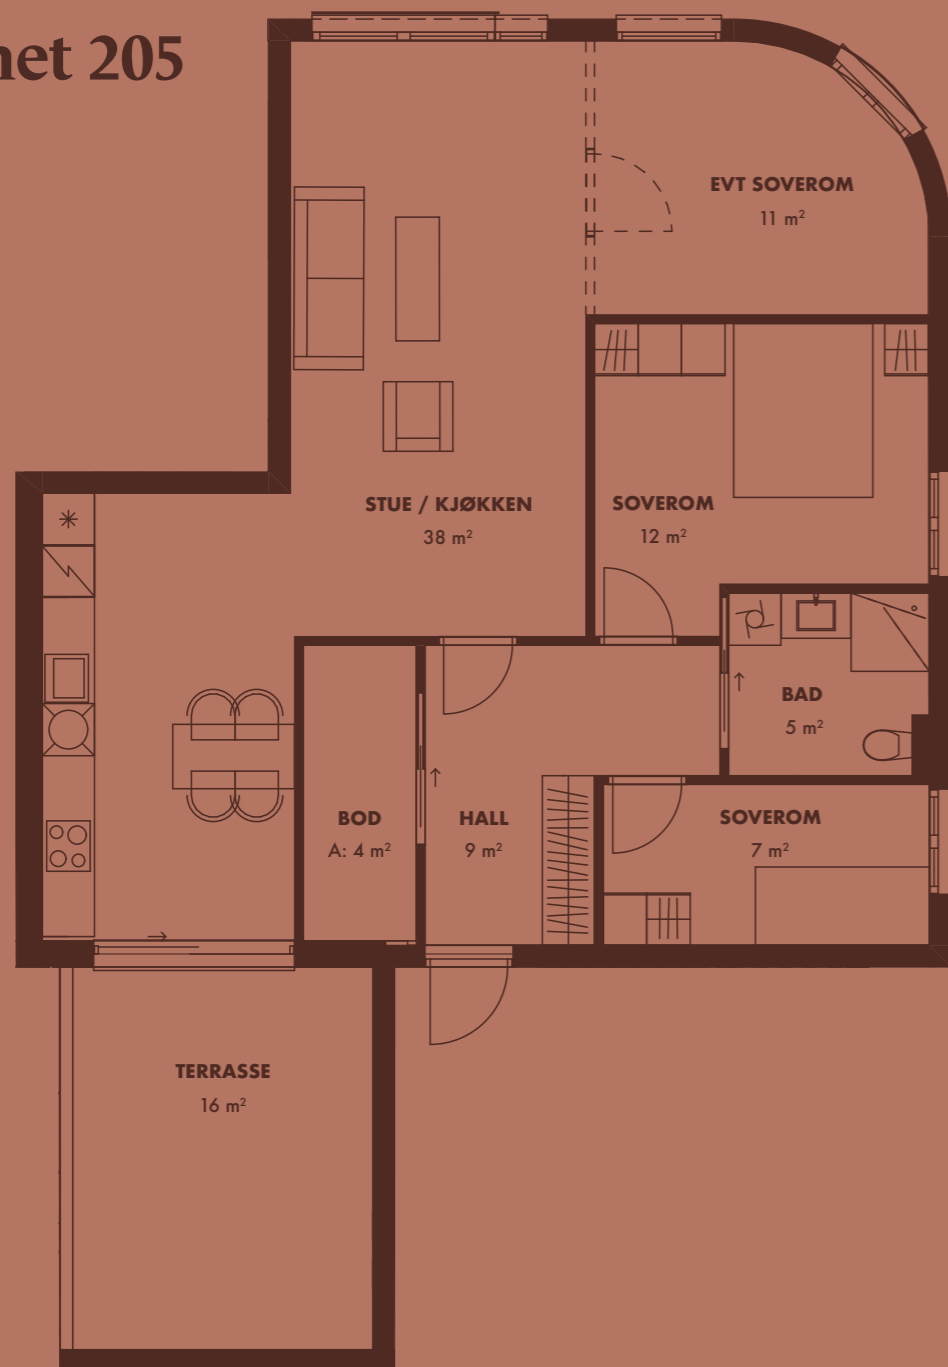 net 205
EVT SOVEROM
11 m²
STUE / KJØKKEN
38 m²
SOVEROM
12 m²
BAD
5 m²
BOD
A: 4 m²
HALL
9 m²
SOVEROM
7 m²
TERRASSE
16 m²